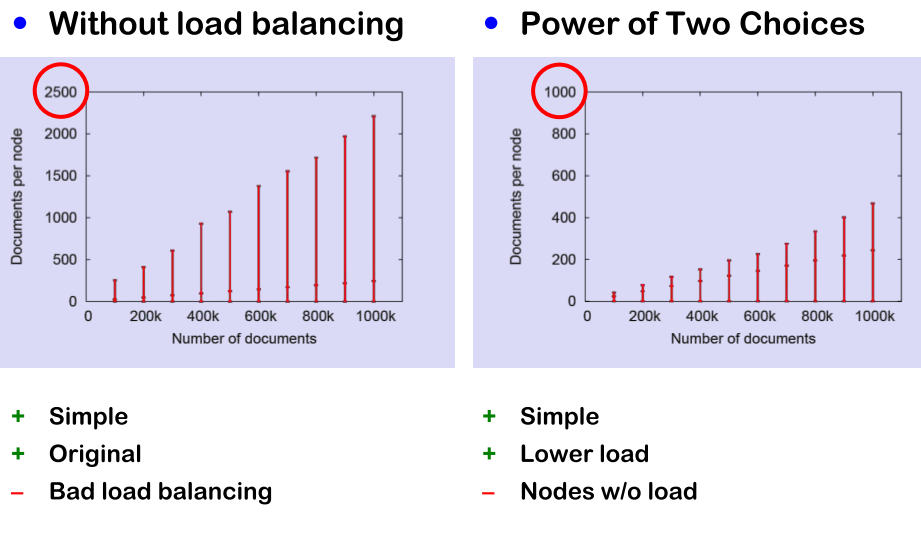 • Without load balancing
2500
2000
1500
1000
500
0
Documents per node
0 200k 400k 600k 800k 1000k
Number of documents
+ Simple
+ Original
– Bad load balancing
• Power of Two Choices
1000
800
600
400
200
0
Documents per node
0 200k 400k 600k 800k 1000k
Number of documents
+ Simple
+ Lower load
– Nodes w/o load